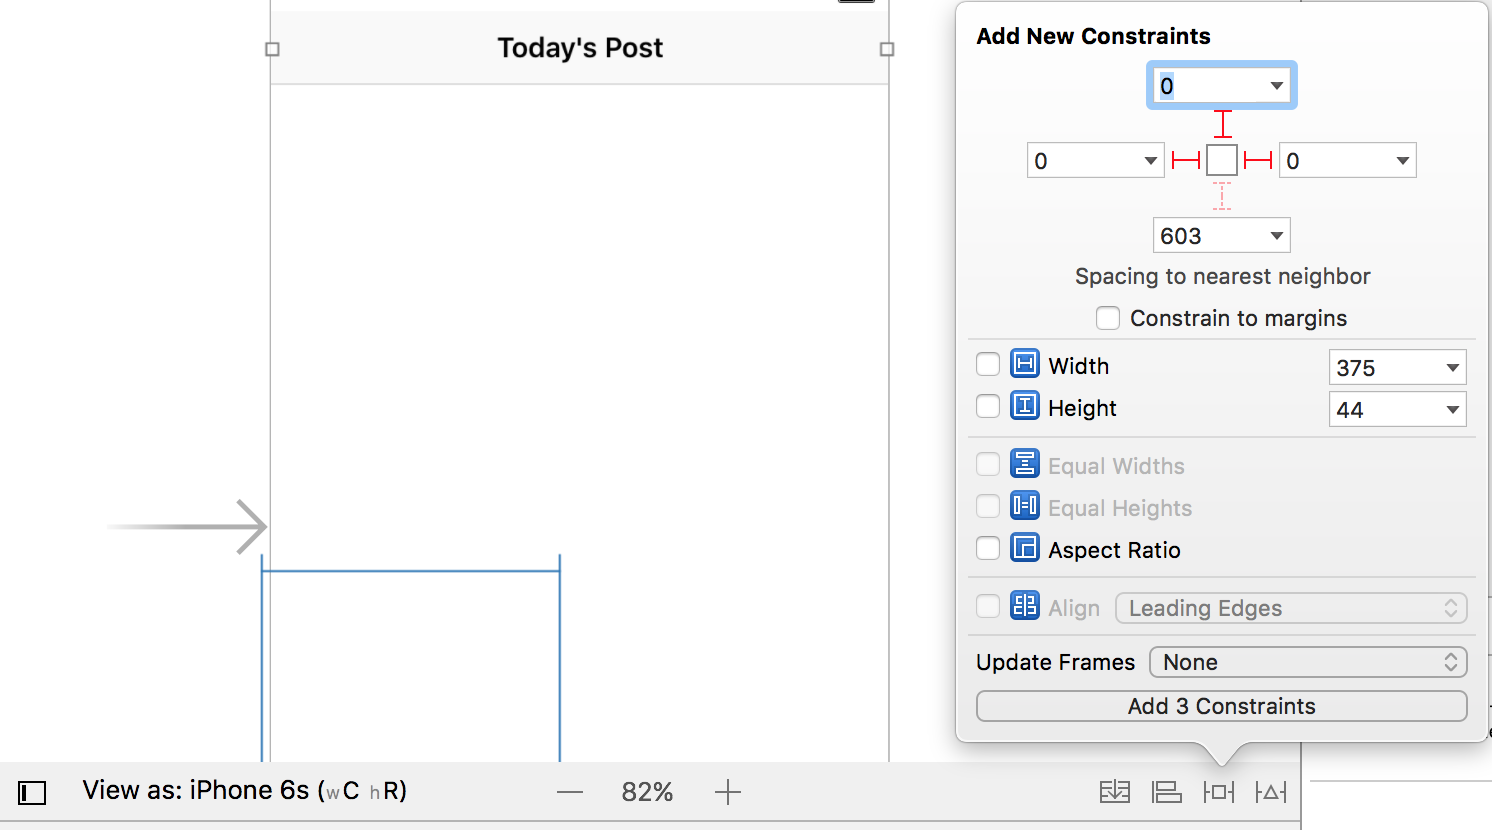 Today's Post
Add New Constraints
0
0
0
603
Spacing to nearest neighbor
Constrain to margins
Width
375
Height
44
Equal Widths
Equal Heights
Aspect Ratio
Align
Leading Edges
Update Frames
None
Add 3 Constraints
View as: iPhone 6s (wC hR)
82%